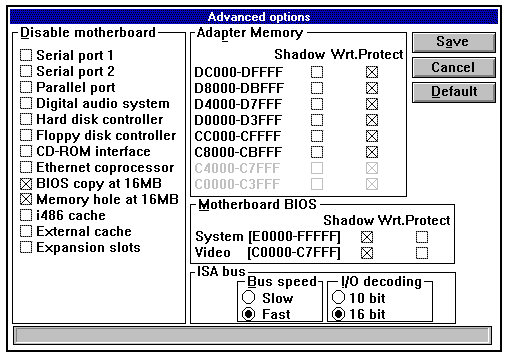 Advanced options
Disable motherboard
Serial port 1
Serial port 2
Parallel port
Digital audio system
Hard disk controller
Floppy disk controller
CD-ROM interface
Ethernet coprocessor
BIOS copy at 16MB
Memory hole at 16MB
i486 cache
External cache
Expansion slots
Adapter Memory
Shadow Wrt.Protect
DC000-DFFFF
D8000-DBFFF
D4000-D7FFF
D0000-D3FFF
CC000-CFFFF
C8000-CBFFF
C4000-C7FFF
C0000-C3FFF
Motherboard BIOS
Shadow Wrt.Protect
System [E0000-FFFFF]
Video [C0000-C7FFF]
ISA bus
Bus speed
Slow
Fast
I/O decoding
10 bit
16 bit
Save
Cancel
Default